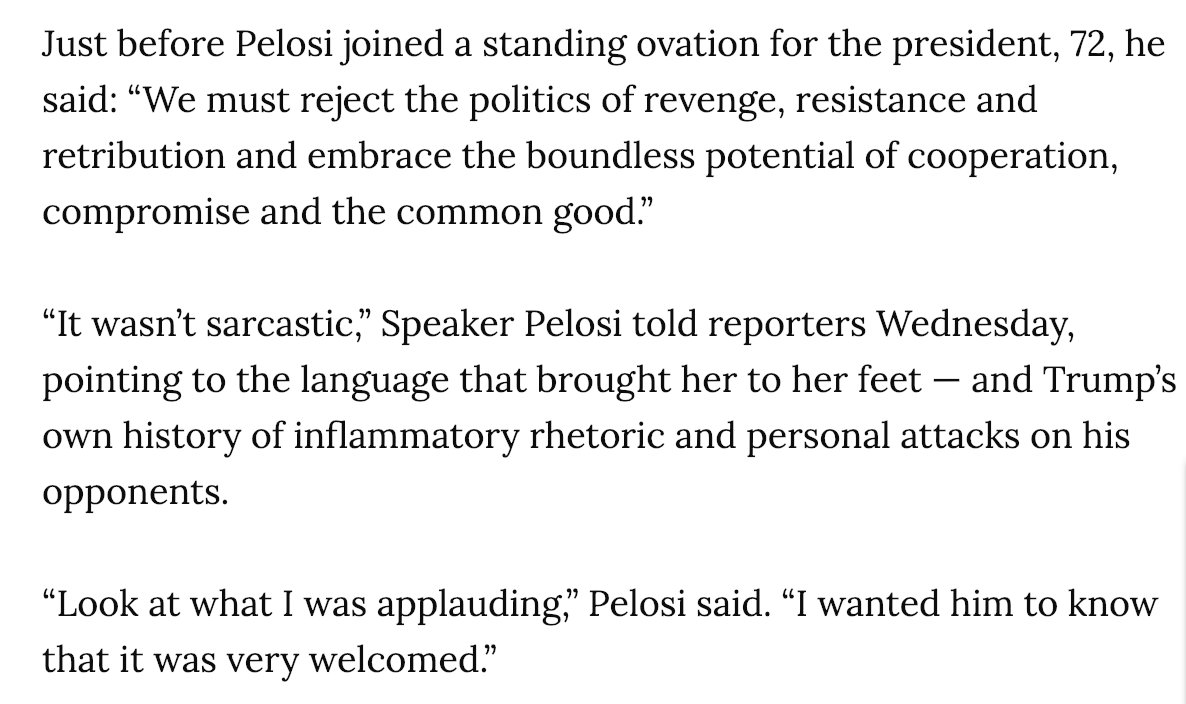 Just before Pelosi joined a standing ovation for the president, 72, he
said: “We must reject the politics of revenge, resistance and
retribution and embrace the boundless potential of cooperation,
compromise and the common good.”
“It wasn’t sarcastic,” Speaker Pelosi told reporters Wednesday,
pointing to the language that brought her to her feet — and Trump’s
own history of inflammatory rhetoric and personal attacks on his
opponents.
“Look at what I was applauding,” Pelosi said. “I wanted him to know
that it was very welcomed.”